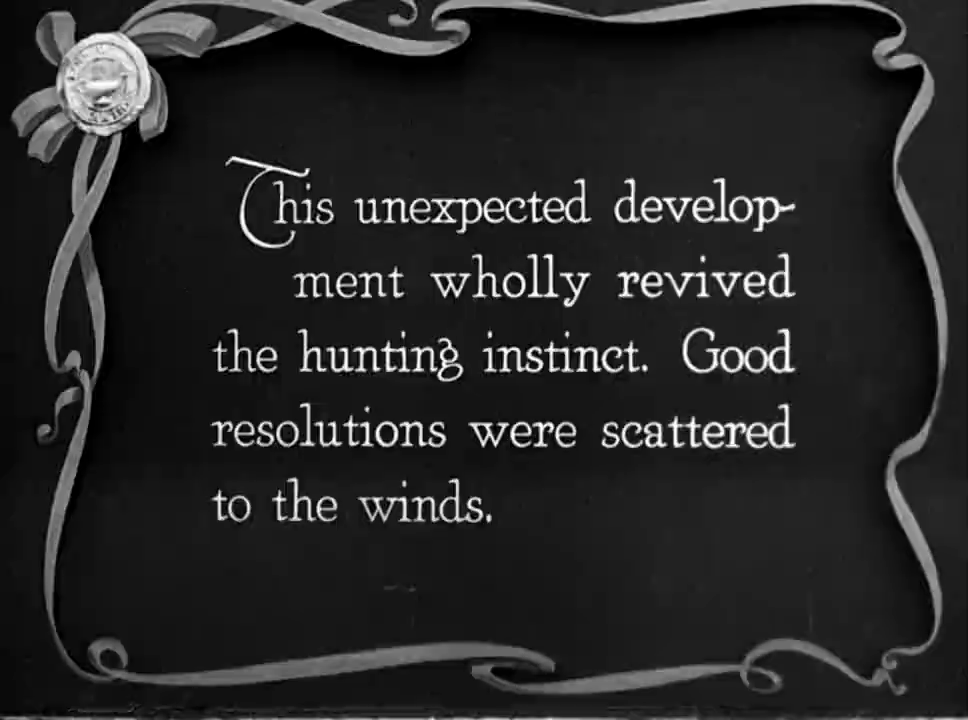 This unexpected develop-
ment wholly revived
the hunting instinct. Good
resolutions were scattered
to the winds.